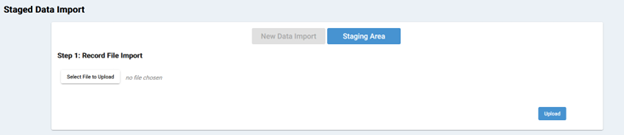 Staged Data Import
New Data Import Staging Area
Step 1: Record File Import
Select File to Upload no file chosen
Upload